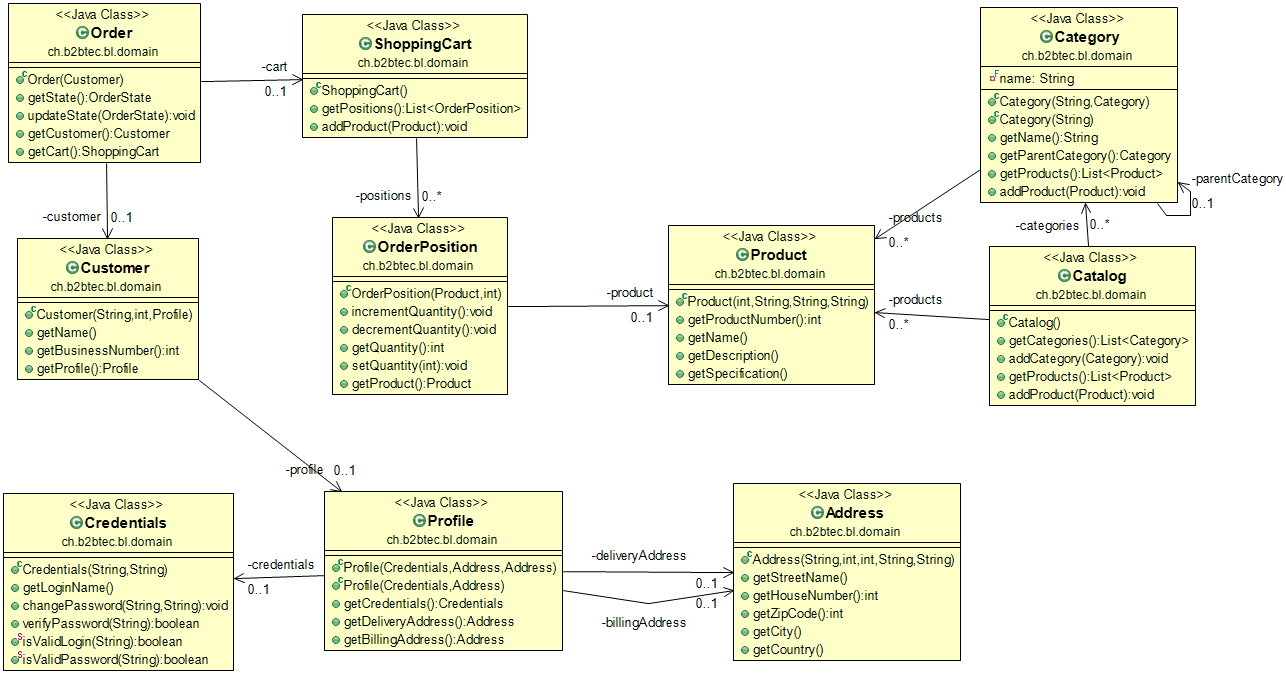 <<Java Class>>
Order
ch.b2btec.bl.domain
Order(Customer)
getState():OrderState
updateState(OrderState):void
getCustomer():Customer
getCart():ShoppingCart
-cart
0..1
<<Java Class>>
ShoppingCart
ch.b2btec.bl.domain
ShoppingCart()
getPositions():List<OrderPosition>
addProduct(Product):void
<<Java Class>>
Category
ch.b2btec.bl.domain
name: String
Category(String,Category)
Category(String)
getName():String
getParentCategory():Category
getProducts():List<Product>
addProduct(Product):void
-parentCategory
0..1
-customer 0..1
-positions 0..*
-products
0..*
-categories 0..*
<<Java Class>>
Customer
ch.b2btec.bl.domain
Customer(String,int,Profile)
getName()
getBusinessNumber():int
getProfile():Profile
<<Java Class>>
OrderPosition
ch.b2btec.bl.domain
OrderPosition(Product,int)
incrementQuantity():void
decrementQuantity():void
getQuantity():int
setQuantity(int):void
getProduct():Product
-product
0..1
<<Java Class>>
Product
ch.b2btec.bl.domain
Product(int,String,String,String)
getProductNumber():int
getName()
getDescription()
getSpecification()
-products
0..*
<<Java Class>>
Catalog
ch.b2btec.bl.domain
Catalog()
getCategories():List<Category>
addCategory(Category):void
getProducts():List<Product>
addProduct(Product):void
-profile 0..1
<<Java Class>>
Credentials
ch.b2btec.bl.domain
Credentials(String,String)
getLoginName()
changePassword(String,String):void
verifyPassword(String):boolean
isValidLogin(String):boolean
isValidPassword(String):boolean
-credentials
0..1
<<Java Class>>
Profile
ch.b2btec.bl.domain
Profile(Credentials,Address,Address)
Profile(Credentials,Address)
getCredentials():Credentials
getDeliveryAddress():Address
getBillingAddress():Address
-deliveryAddress
0..1
0..1
-billingAddress
<<Java Class>>
Address
ch.b2btec.bl.domain
Address(String,int,int,String,String)
getStreetName()
getHouseNumber():int
getZipCode():int
getCity()
getCountry()